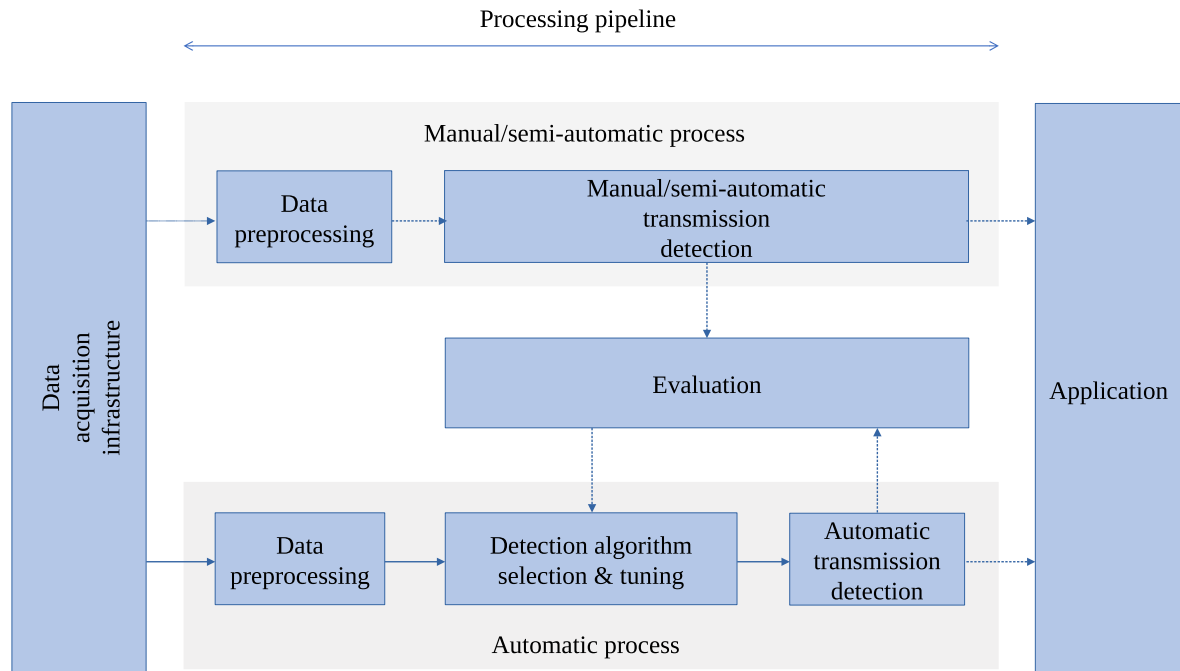 Processing pipeline
Manual/semi-automatic process
Data
preprocessing
Manual/semi-automatic
transmission
detection
Data
acquisition
infrastructure
Evaluation
Application
Data
preprocessing
Detection algorithm
selection & tuning
Automatic
transmission
detection
Automatic process